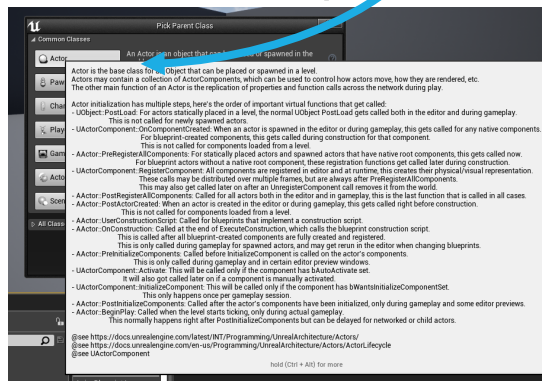 Pick Parent Class
Common Classes
Actor
An Actor is an object that can be placed or spawned in the
Paw
Char
Play
Gam
Acto
Scen
All Class
Actor is the base class for an Object that can be placed or spawned in a level.
Actors may contain a collection of ActorComponents, which can be used to control how actors move, how they are rendered, etc.
The other main function of an Actor is the replication of properties and function calls across the network during play.
Actor initialization has multiple steps, here's the order of important virtual functions that get called:
- UObject::PostLoad: For actors statically placed in a level, the normal UObject PostLoad gets called both in the editor and during gameplay.
This is not called for newly spawned actors.
- UActorComponent::OnComponentCreated: When an actor is spawned in the editor or during gameplay, this gets called for any native components.
For blueprint-created components, this gets called during construction for that component.
This is not called for components loaded from a level.
- AActor::PreRegisterAllComponents: For statically placed actors and spawned actors that have native root components, this gets called now.
For blueprint actors without a native root component, these registration functions get called later during construction.
- UActorComponent::RegisterComponent: All components are registered in editor and at runtime, this creates their physical/visual representation.
These calls may be distributed over multiple frames, but are always after PreRegisterAllComponents.
This may also get called later on after an UnregisterComponent call removes it from the world.
- AActor::PostRegisterAllComponents: Called for all actors both in the editor and in gameplay, this is the last function that is called in all cases.
- AActor::PostActorCreated: When an actor is created in the editor or during gameplay, this gets called right before construction.
This is not called for components loaded from level.
- AActor::UserConstructionScript: Called for blueprints that implement a construction script.
- AActor::OnConstruction: Called at the end of ExecuteConstruction, which calls the blueprint construction script.
This is called after all blueprint-created components are fully created and registered.
This is only called during gameplay for spawned actors, and may get rerun in the editor when changing blueprints.
- AActor::PreInitializeComponents: Called before InitializeComponent is called on the actor's components.
This is only called during gameplay and in certain editor preview windows.
- UActorComponent::Activate: This will be called only if the component has bAutoActivate set.
It will also got called later on if a component is manually activated.
- UActorComponent::InitializeComponent: This will be called only if the component has bWantsInitializeComponentSet.
This only happens once per gameplay session.
- AActor::PostInitializeComponents: Called after the actor's components have been initialized, only during gameplay and some editor previews.
- AActor::BeginPlay: Called when the level starts ticking, only during actual gameplay.
This normally happens right after PostInitializeComponents but can be delayed for networked or child actors.
@see https://docs.unrealengine.com/latest/INT/Programming/UnrealArchitecture/Actors/
@see https://docs.unrealengine.com/en-us/Programming/UnrealArchitecture/Actors/ActorLifecycle
@see UActorComponent
hold (Ctrl + Alt) for more